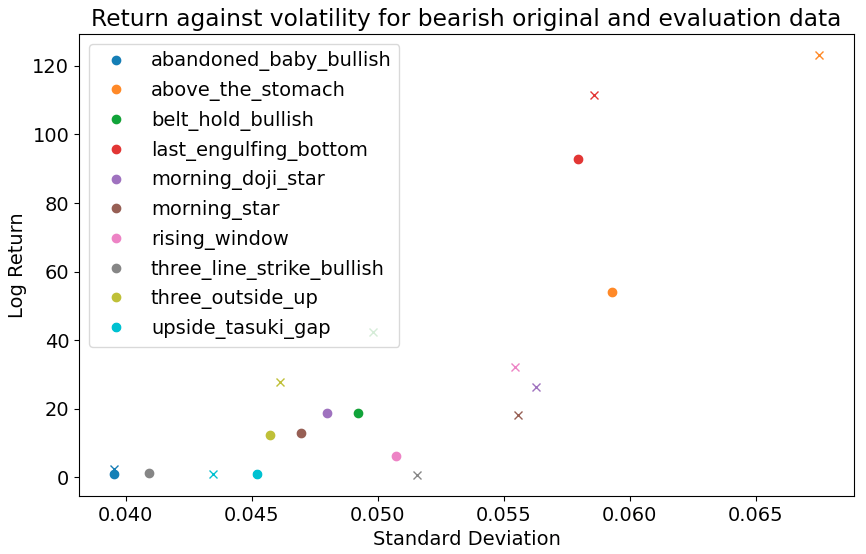 Return against volatility for bearish original and evaluation data
120
100
80
60
40
20
0
Log Return
abandoned_baby_bullish
above_the_stomach
belt_hold_bullish
last_engulfing_bottom
morning_doji_star
morning_star
rising_window
three_line_strike_bullish
three_outside_up
upside_tasuki_gap
0.040 0.045 0.050 0.055 0.060 0.065
Standard Deviation